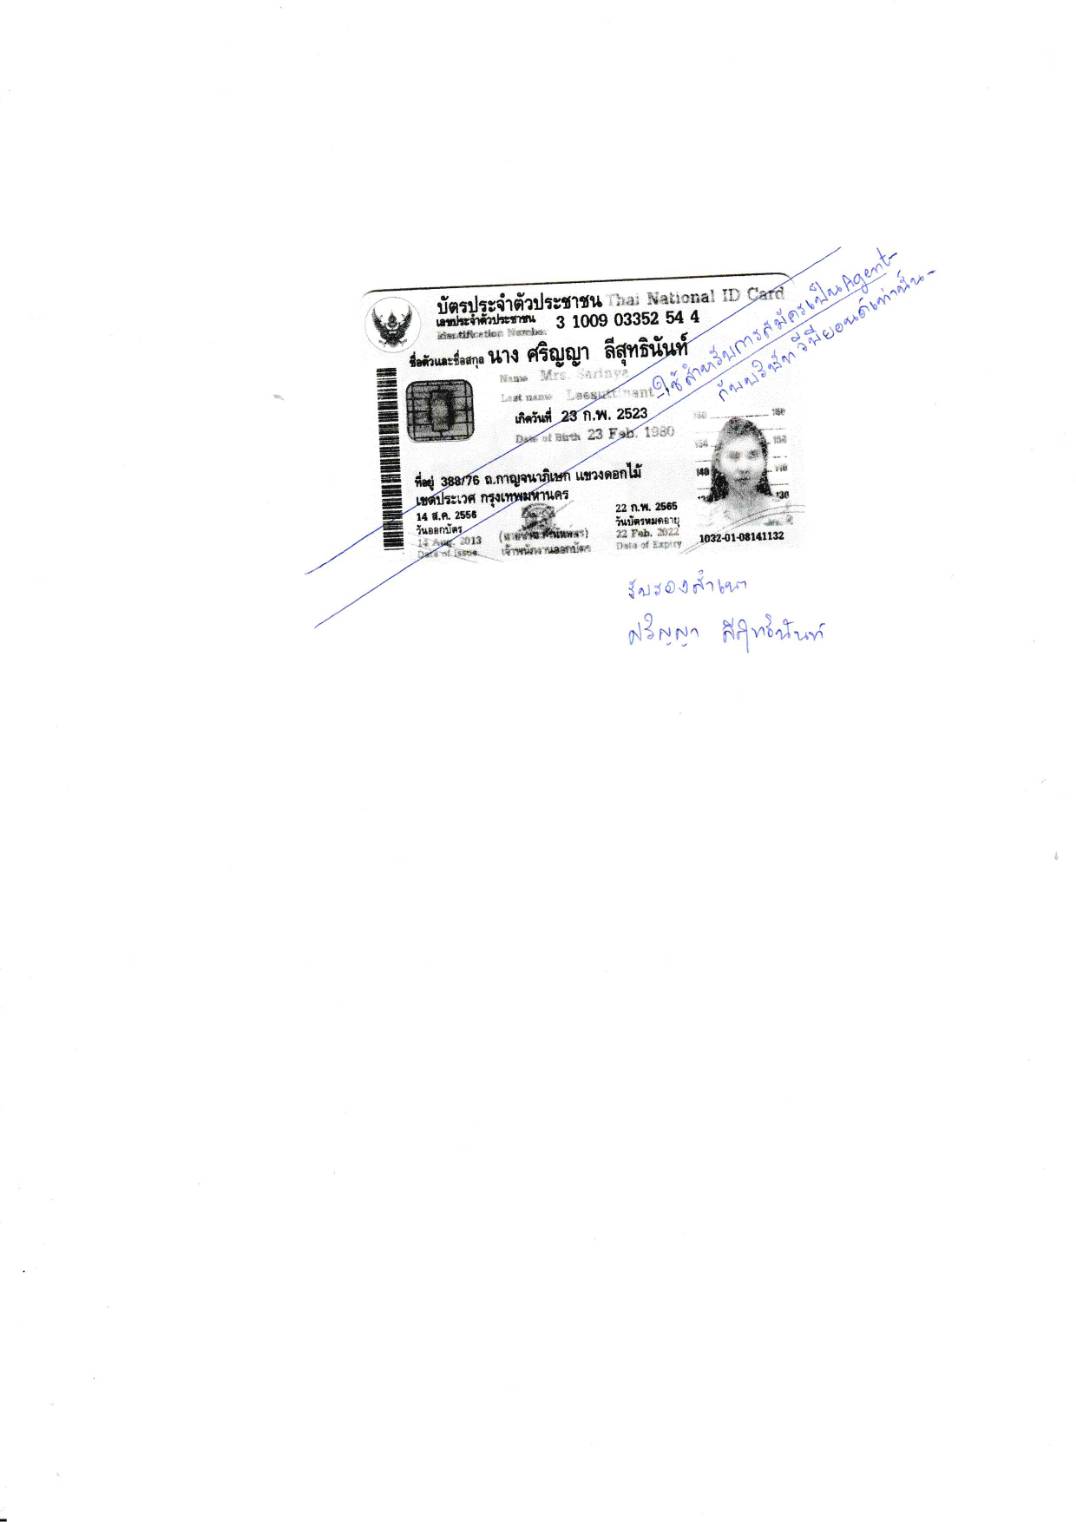 บัตรประจำตัวประชาชน Thai National ID Card
เลขประจำตัวประชาชน 3 1009 03352 54 4
Identification Number
ชื่อตัวและชื่อสกุล นาง ศริญญา ลีสุทธินันท์
Name Mrs. Sarinya
Last name Leesuttinant
เกิดวันที่ 23 ก.พ. 2523
Date of Birth 23 Feb. 1980
ที่อยู่ 388/76 ถ.กาญจนาภิเษก แขวงดอกไม้
เขตประเวศ กรุงเทพมหานคร
14 ส.ค. 2556
วันออกบัตร
14 Aug. 2013
Date of Issue
เจ้าพนักงานออกบัตร
22 ก.พ. 2565
วันบัตรหมดอายุ
22 Feb. 2022
Date of Expiry
1032-01-08141132
ใช้สำหรับการสมัครเป็น Agent
กับบริษัท วีบียอนด์เท่านั้น
รับรองสำเนา
ศริญญา ลีสุทธินันท์